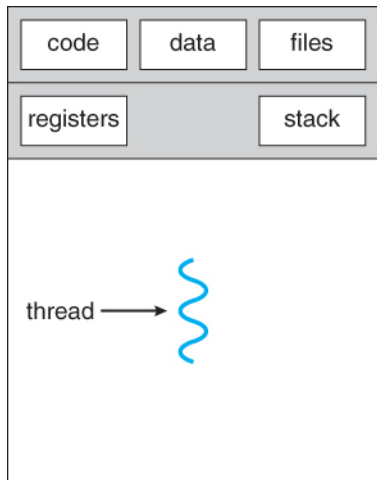 code data files
registers stack
thread